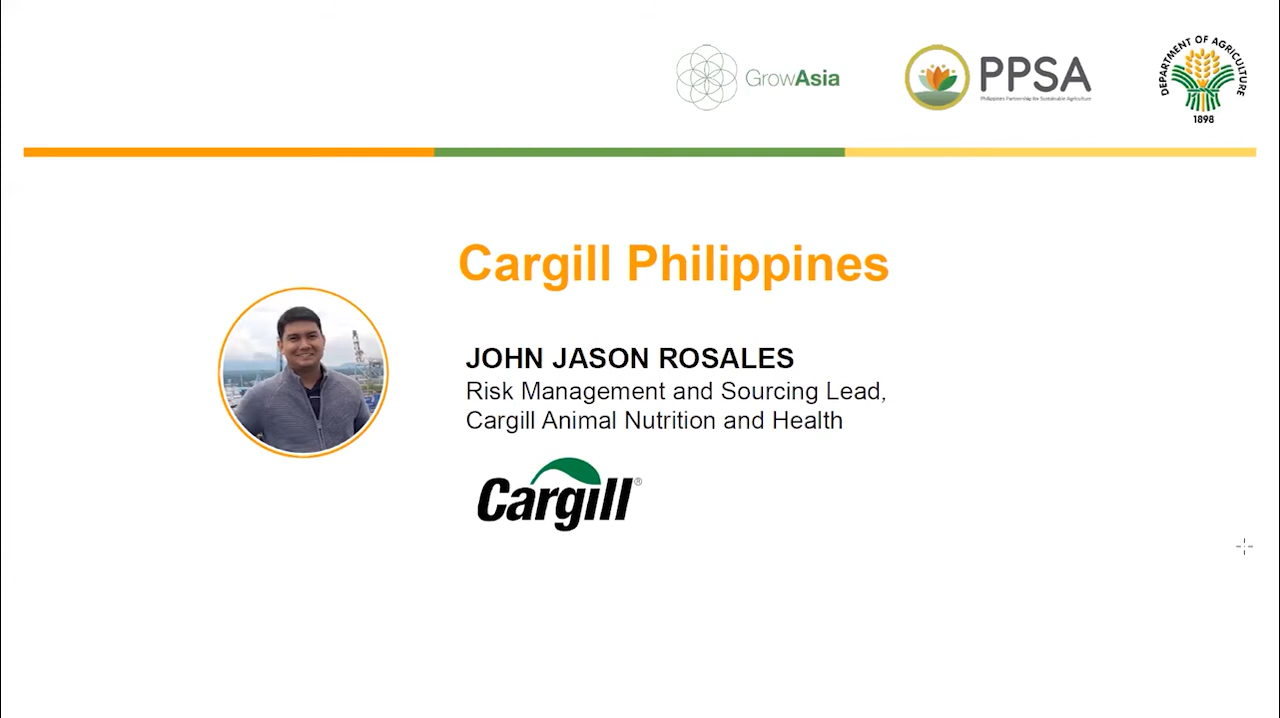 GrowAsia
PPSA
Philippines Partnership for Sustainable Agriculture
DEPARTMENT OF AGRICULTURE
1898
Cargill Philippines
JOHN JASON ROSALES
Risk Management and Sourcing Lead,
Cargill Animal Nutrition and Health
Cargill®